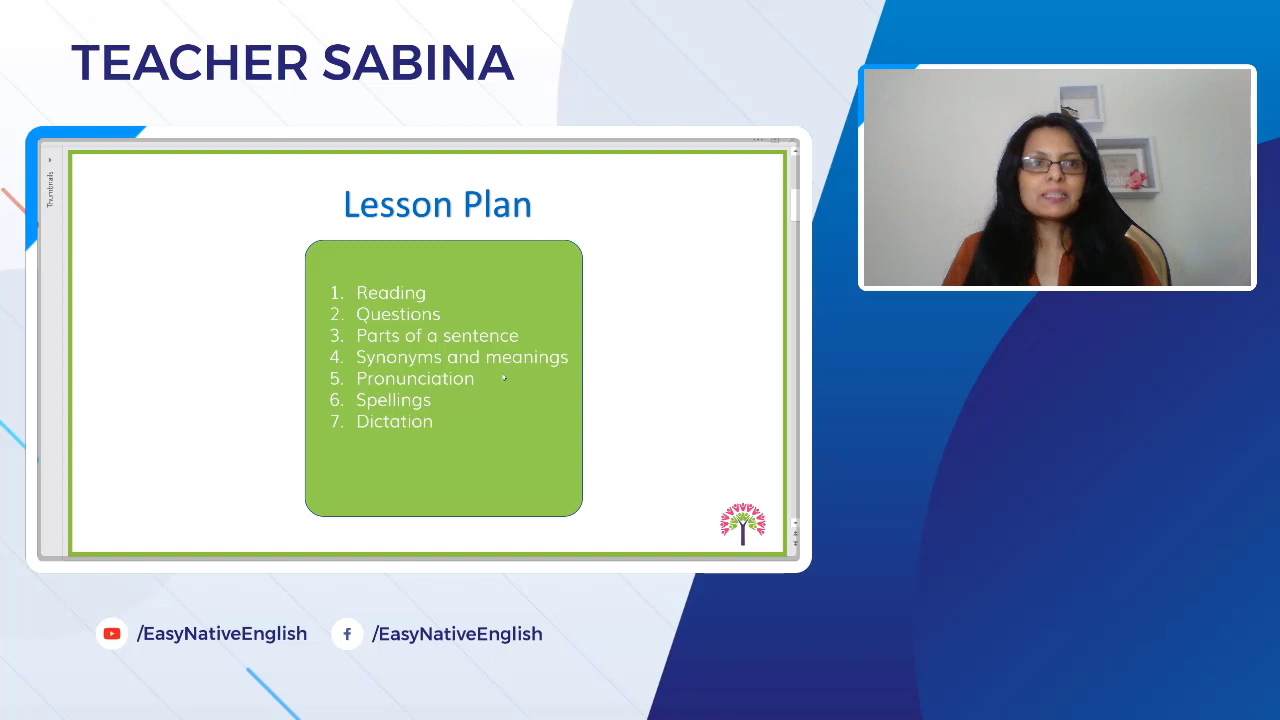 TEACHER SABINA
Thumbnails
Lesson Plan
1. Reading
2. Questions
3. Parts of a sentence
4. Synonyms and meanings
5. Pronunciation
6. Spellings
7. Dictation
/EasyNativeEnglish
/EasyNativeEnglish